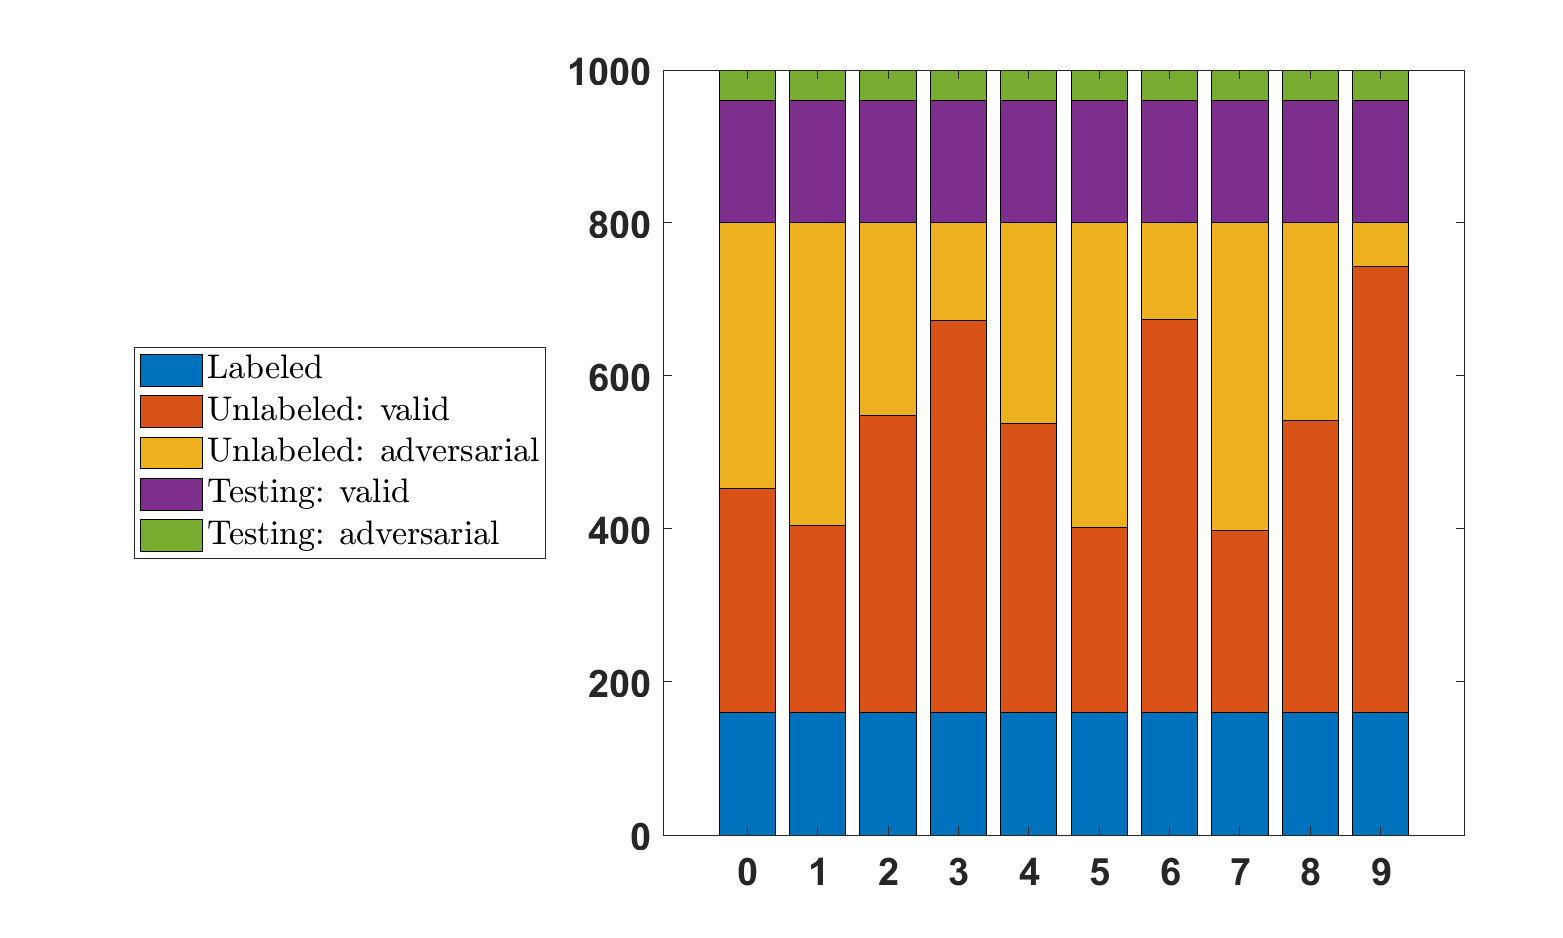 Labeled
Unlabeled: valid
Unlabeled: adversarial
Testing: valid
Testing: adversarial
1000
800
600
400
200
0
0 1 2 3 4 5 6 7 8 9